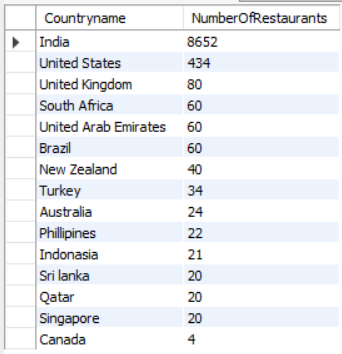 Countryname NumberOfRestaurants
India 8652
United States 434
United Kingdom 80
South Africa 60
United Arab Emirates 60
Brazil 60
New Zealand 40
Turkey 34
Australia 24
Phillipines 22
Indonasia 21
Sri lanka 20
Qatar 20
Singapore 20
Canada 4